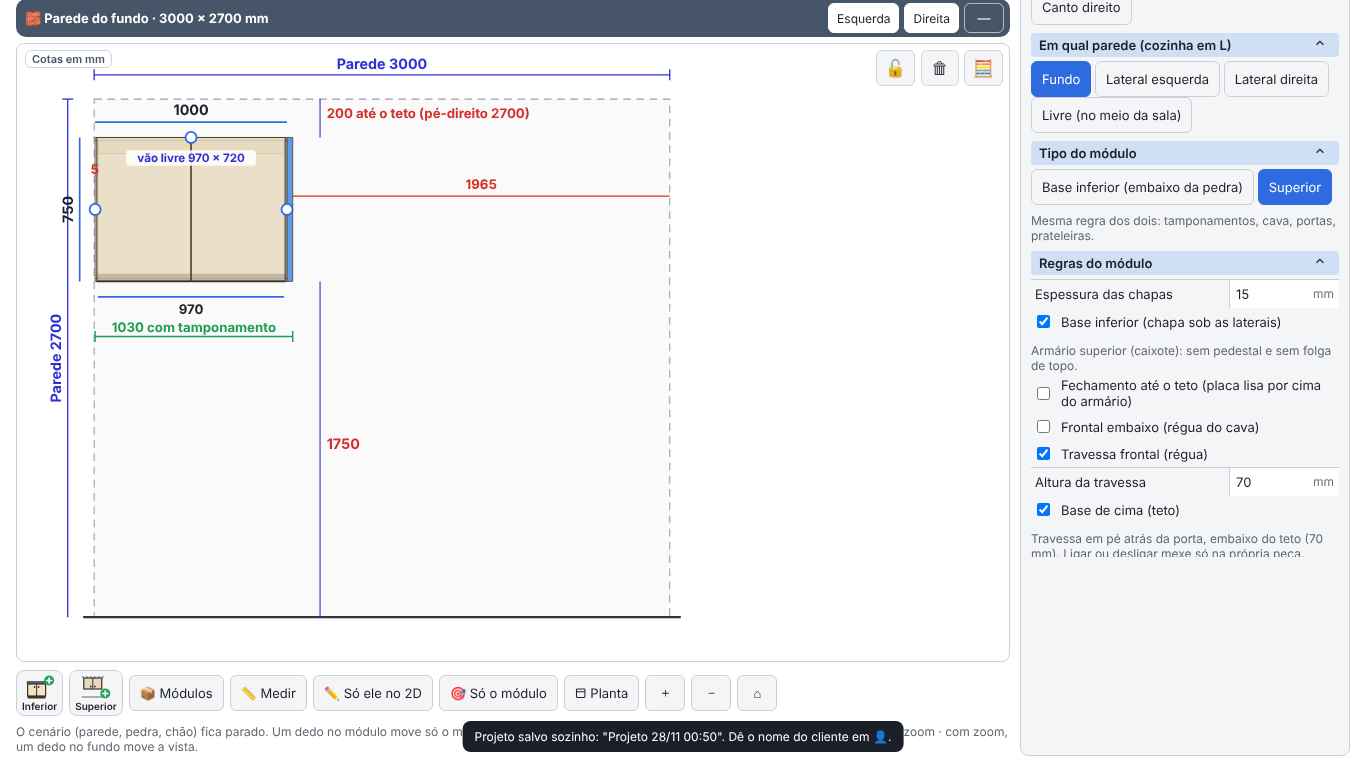 🧱 Parede do fundo · 3000 × 2700 mm
Esquerda
Direita
—
Cotas em mm
Parede 3000
1000
200 até o teto (pé-direito 2700)
vão livre 970 × 720
5
1965
750
970
1030 com tamponamento
Parede 2700
1750
Inferior
Superior
📦 Módulos
📏 Medir
✏️ Só ele no 2D
🎯 Só o módulo
Planta
+
−
⌂
O cenário (parede, pedra, chão) fica parado. Um dedo no módulo move só o m
zoom · com zoom,
um dedo no fundo move a vista.
Projeto salvo sozinho: "Projeto 28/11 00:50". Dê o nome do cliente em 👤.
Canto direito
Em qual parede (cozinha em L)
Fundo
Lateral esquerda
Lateral direita
Livre (no meio da sala)
Tipo do módulo
Base inferior (embaixo da pedra)
Superior
Mesma regra dos dois: tamponamentos, cava, portas,
prateleiras.
Regras do módulo
Espessura das chapas
15
mm
Base inferior (chapa sob as laterais)
Armário superior (caixote): sem pedestal e sem folga
de topo.
Fechamento até o teto (placa lisa por cima
do armário)
Frontal embaixo (régua do cava)
Travessa frontal (régua)
Altura da travessa
70
mm
Base de cima (teto)
Travessa em pé atrás da porta, embaixo do teto (70
mm). Ligar ou desligar mexe só na própria peça.